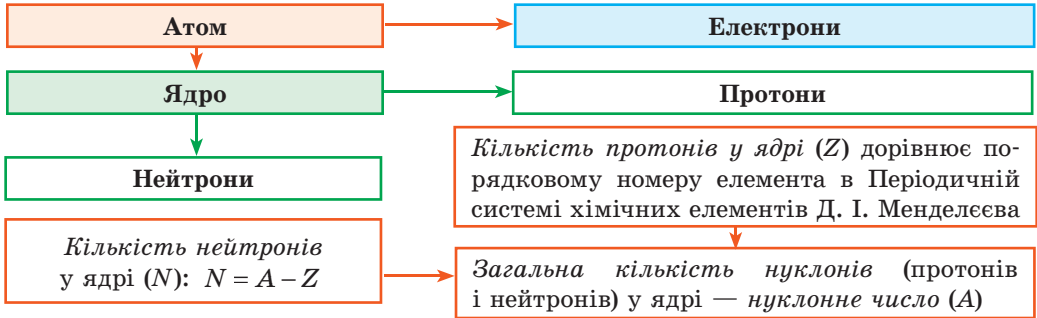 Атом
Електрони
Ядро
Протони
Нейтрони
Кількість протонів у ядрі (Z) дорівнює по-
рядковому номеру елемента в Періодичній
системі хімічних елементів Д. І. Менделєєва
Кількість нейтронів
у ядрі (N): N = A – Z
Загальна кількість нуклонів (протонів
і нейтронів) у ядрі — нуклонне число (A)